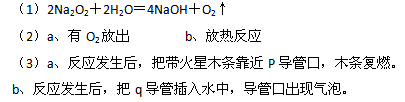 （1）2Na₂O₂＋2H₂O＝4NaOH＋O₂↑
（2）a、有 O₂放出 b、放热反应
（3）a、反应发生后，把带火星木条靠近 P 导管口，木条复燃。
b、反应发生后，把 q 导管插入水中，导管口出现气泡。